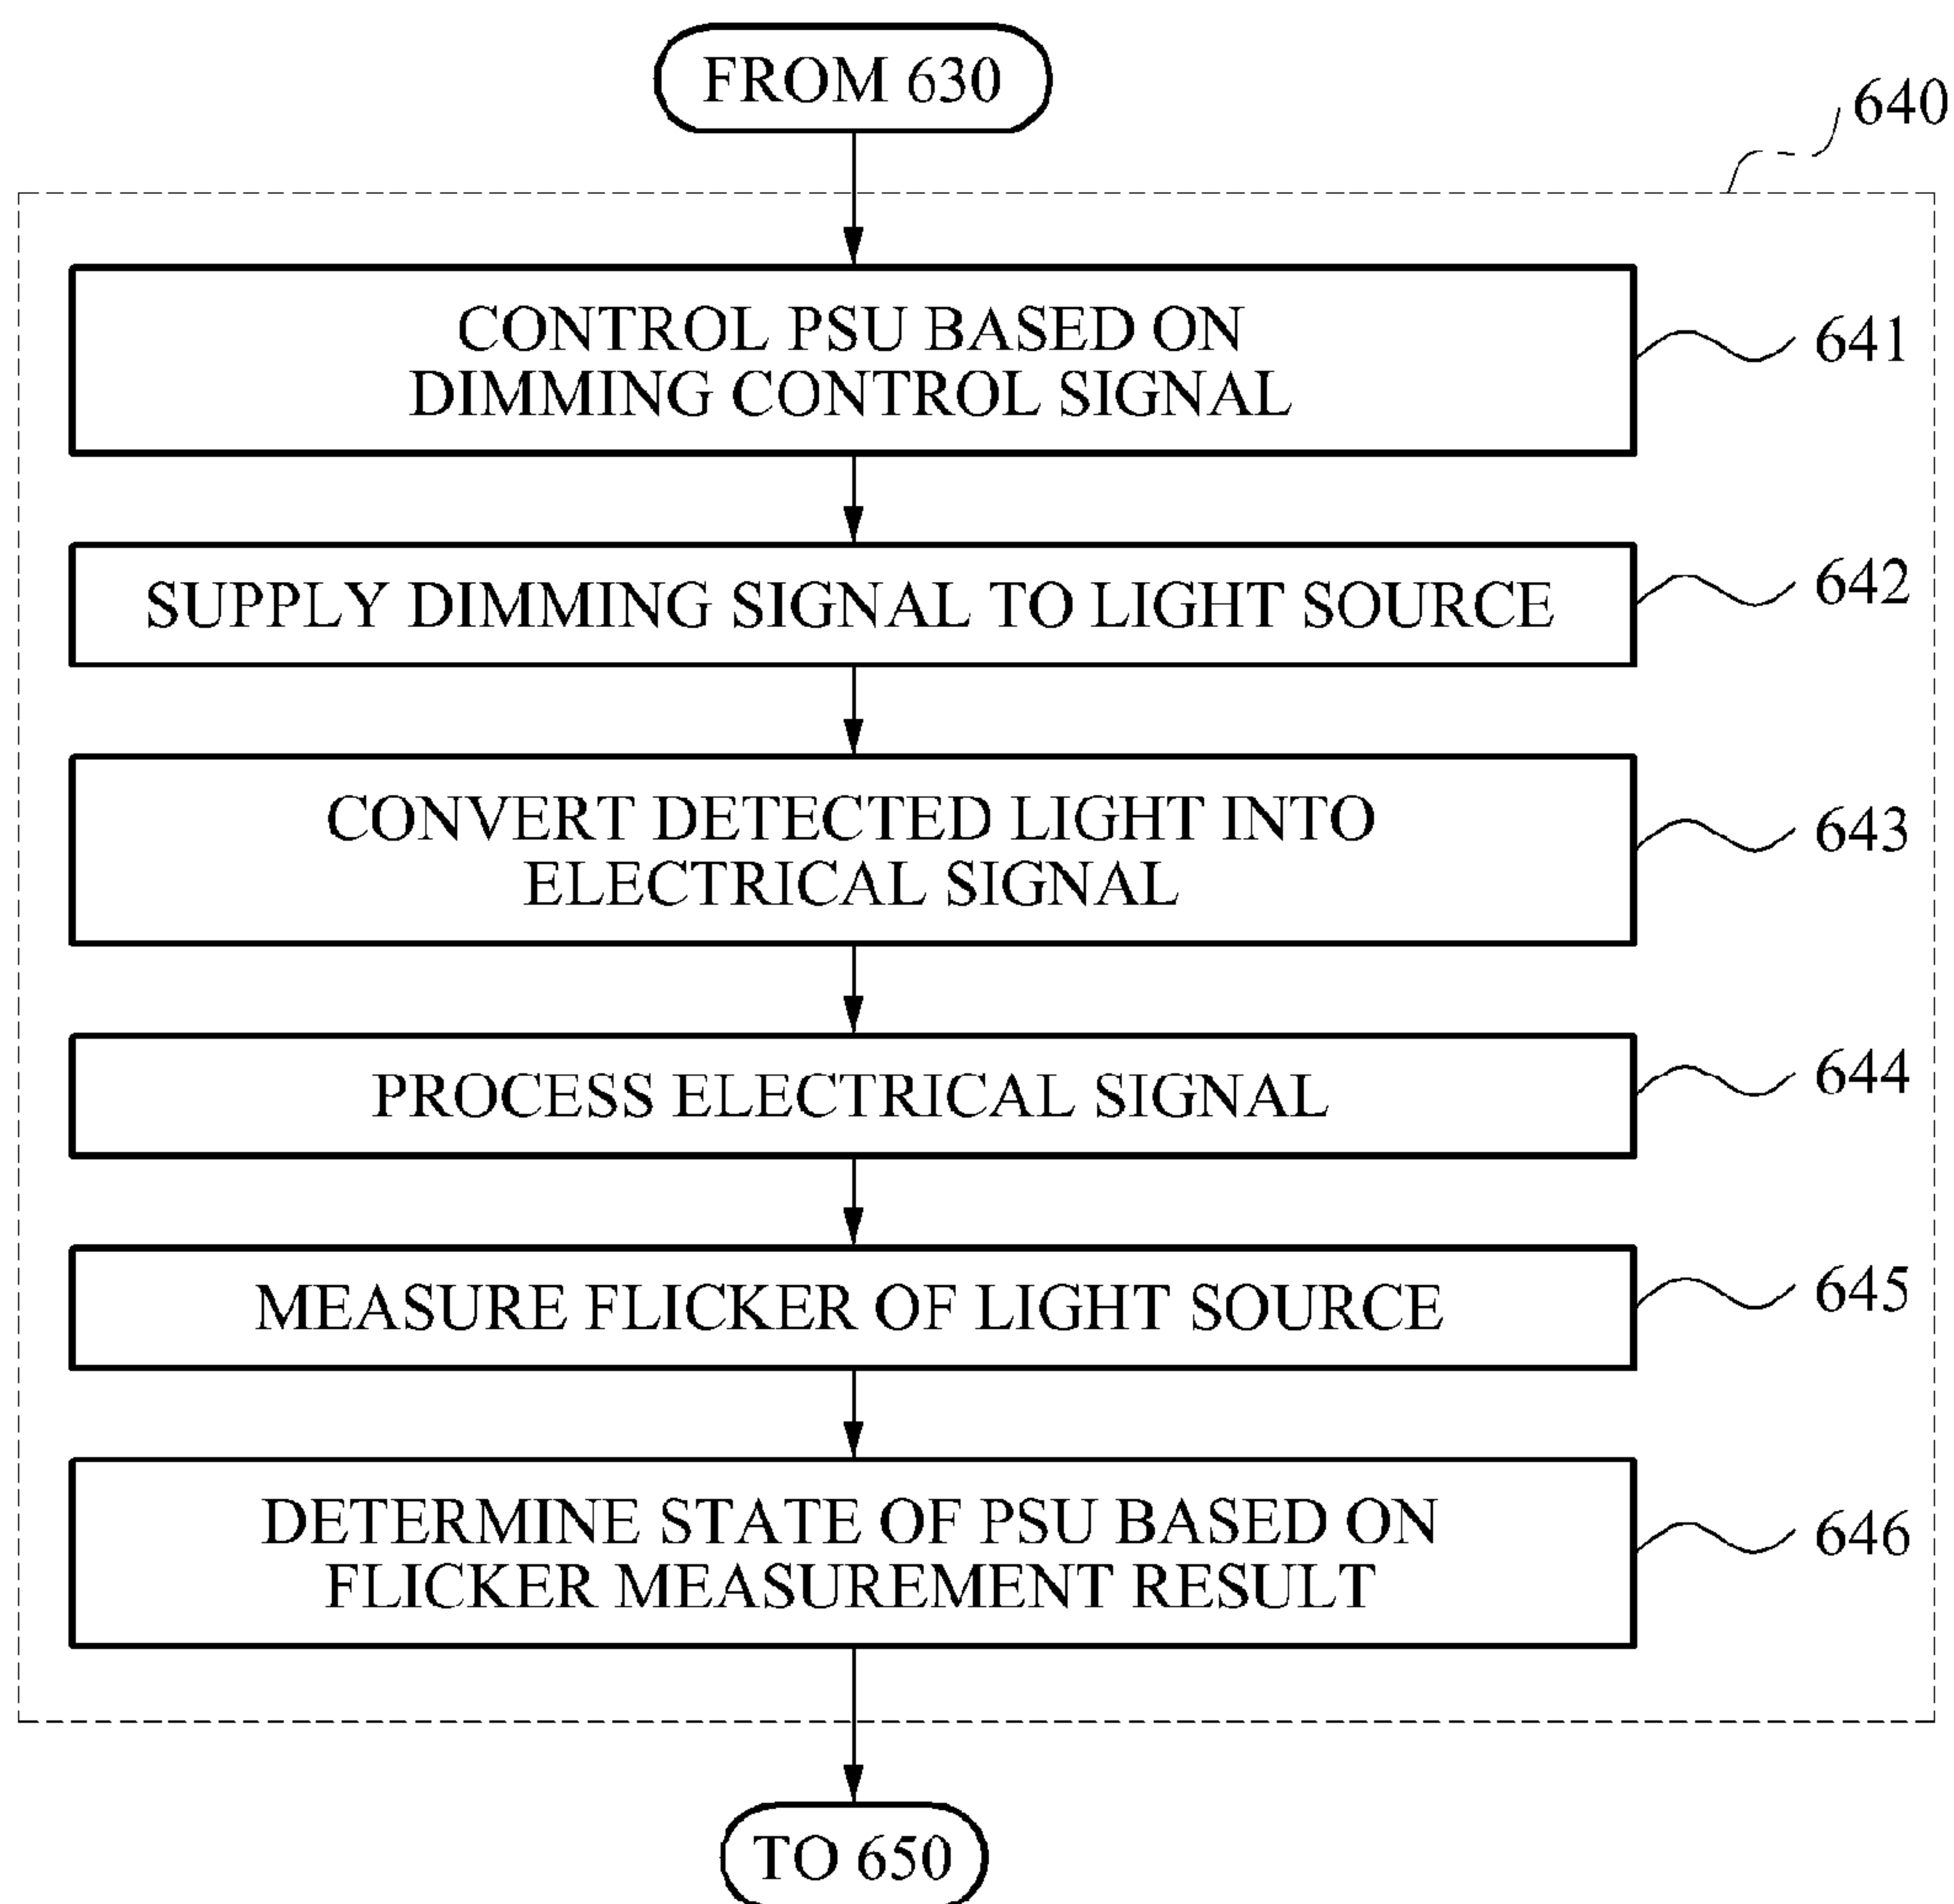 FROM 630
640
CONTROL PSU BASED ON
DIMMING CONTROL SIGNAL
641
SUPPLY DIMMING SIGNAL TO LIGHT SOURCE
642
CONVERT DETECTED LIGHT INTO
ELECTRICAL SIGNAL
643
PROCESS ELECTRICAL SIGNAL
644
MEASURE FLICKER OF LIGHT SOURCE
645
DETERMINE STATE OF PSU BASED ON
FLICKER MEASUREMENT RESULT
646
TO 650